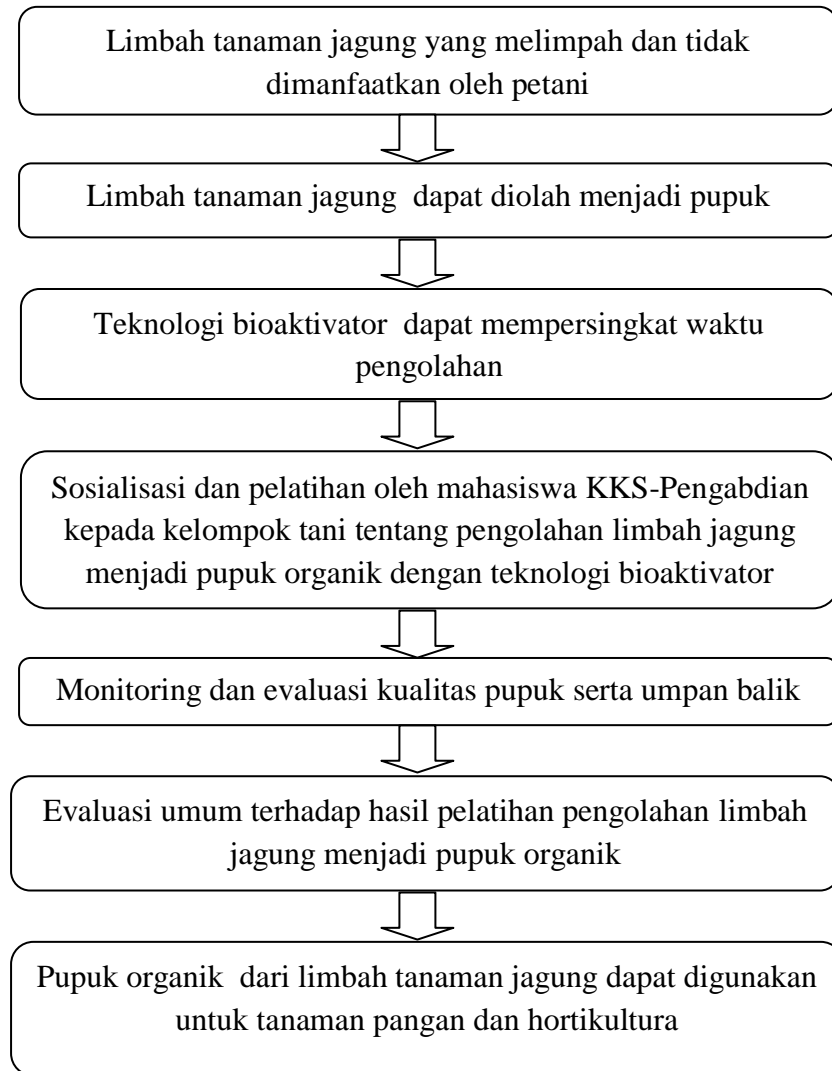 Limbah tanaman jagung yang melimpah dan tidak
dimanfaatkan oleh petani
Limbah tanaman jagung dapat diolah menjadi pupuk
Teknologi bioaktivator dapat mempersingkat waktu
pengolahan
Sosialisasi dan pelatihan oleh mahasiswa KKS-Pengabdian
kepada kelompok tani tentang pengolahan limbah jagung
menjadi pupuk organik dengan teknologi bioaktivator
Monitoring dan evaluasi kualitas pupuk serta umpan balik
Evaluasi umum terhadap hasil pelatihan pengolahan limbah
jagung menjadi pupuk organik
Pupuk organik dari limbah tanaman jagung dapat digunakan
untuk tanaman pangan dan hortikultura